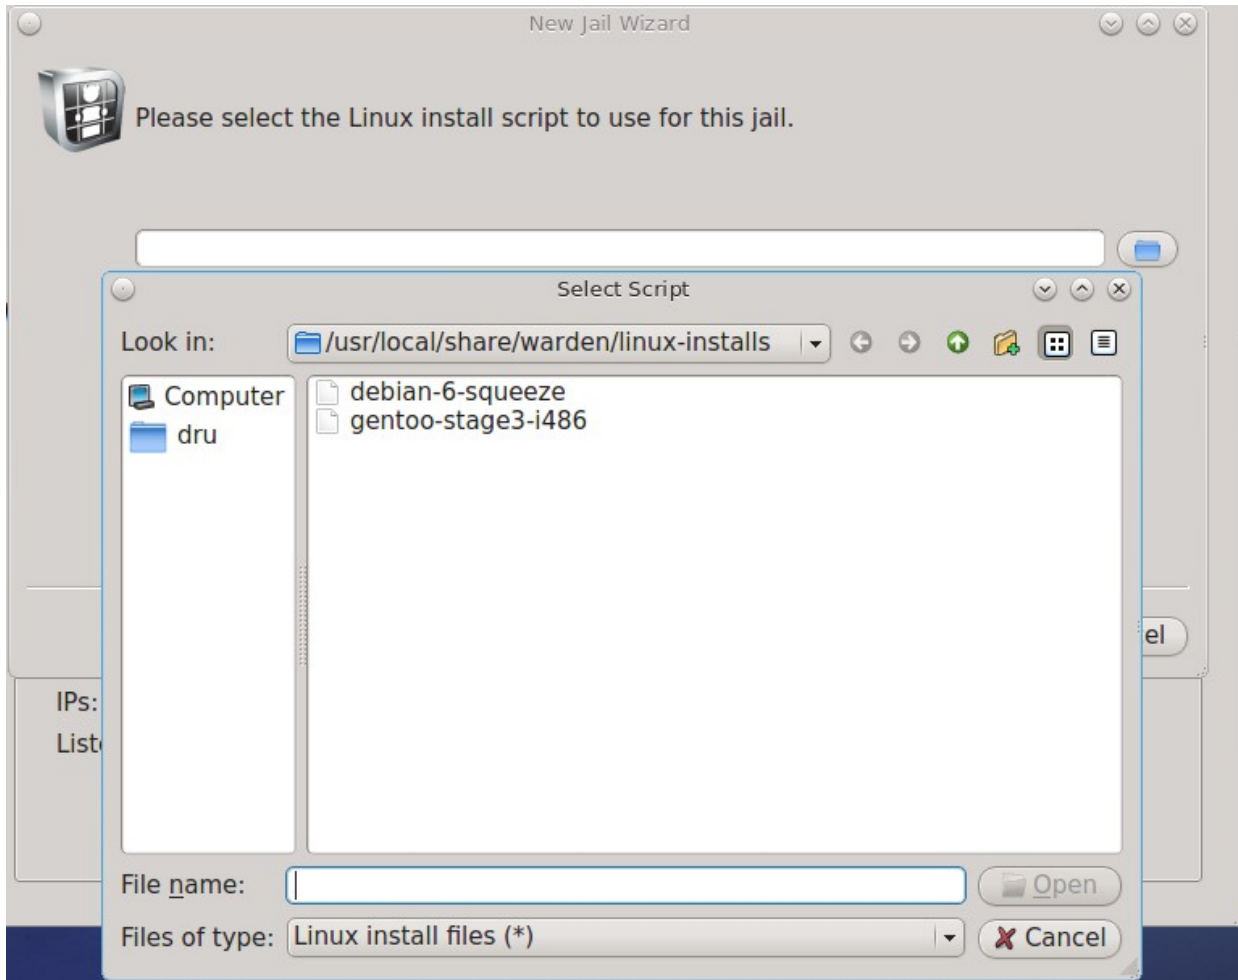 New Jail Wizard
Please select the Linux install script to use for this jail.
Select Script
Look in: /usr/local/share/warden/linux-installs
Computer
dru
debian-6-squeeze
gentoo-stage3-i486
el
IPs:
List
File name: Open
Files of type: Linux install files (*) Cancel